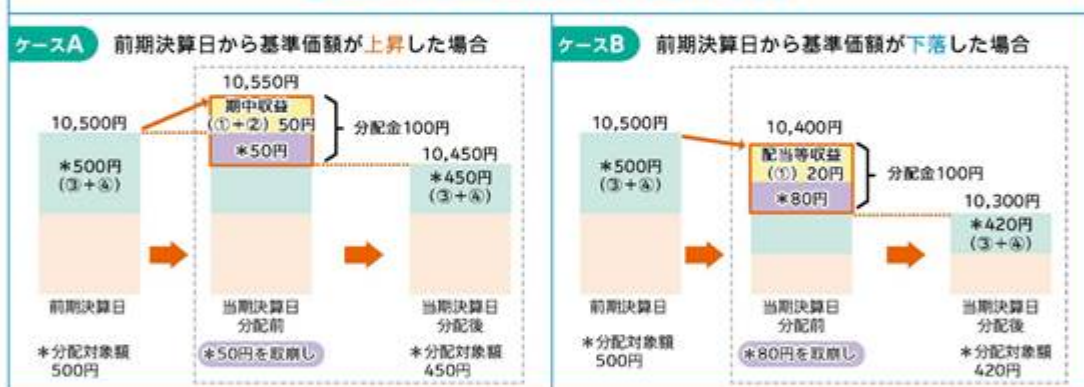 ケースA 前期決算日から基準価額が上昇した場合
10,550円
期中収益
(①+②) 50円
*50円
分配金100円
10,500円
*500円
(③+④)
10,450円
*450円
(③+④)
前期決算日
当期決算日
分配前
当期決算日
分配後
*分配対象額
500円
*50円を取崩し
*分配対象額
450円
ケースB 前期決算日から基準価額が下落した場合
10,500円
*500円
(③+④)
10,400円
配当等収益
(①) 20円
*80円
分配金100円
10,300円
*420円
(③+④)
前期決算日
当期決算日
分配前
当期決算日
分配後
*分配対象額
500円
*80円を取崩し
*分配対象額
420円